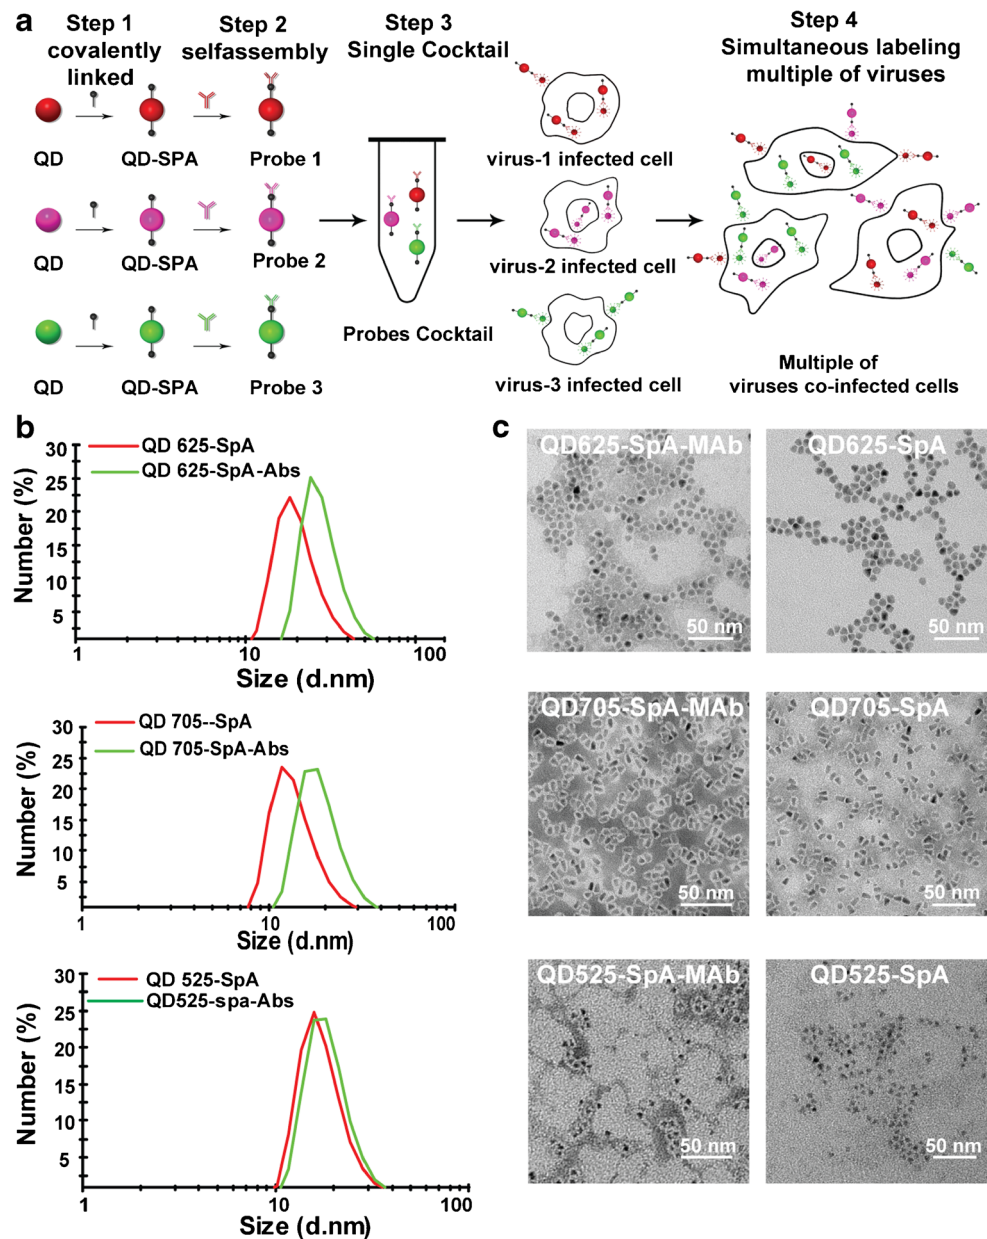 a
Step 1
covalently
linked
Step 2
selfassembly
Step 3
Single Cocktail
Step 4
Simultaneous labeling
multiple of viruses
QD
QD-SPA
Probe 1
QD
QD-SPA
Probe 2
QD
QD-SPA
Probe 3
Probes Cocktail
virus-1 infected cell
virus-2 infected cell
virus-3 infected cell
Multiple of
viruses co-infected cells
b
QD 625-SpA
QD 625-SpA-Abs
Number (%)
30
25
20
15
10
5
1
10
100
Size (d.nm)
QD 705--SpA
QD 705-SpA-Abs
Number (%)
30
25
20
15
10
5
1
10
100
Size (d.nm)
QD 525-SpA
QD525-spa-Abs
Number (%)
30
25
20
15
10
5
1
10
100
Size (d.nm)
c
QD625-SpA-MAb
50 nm
QD625-SpA
50 nm
QD705-SpA-MAb
50 nm
QD705-SpA
50 nm
QD525-SpA-MAb
50 nm
QD525-SpA
50 nm